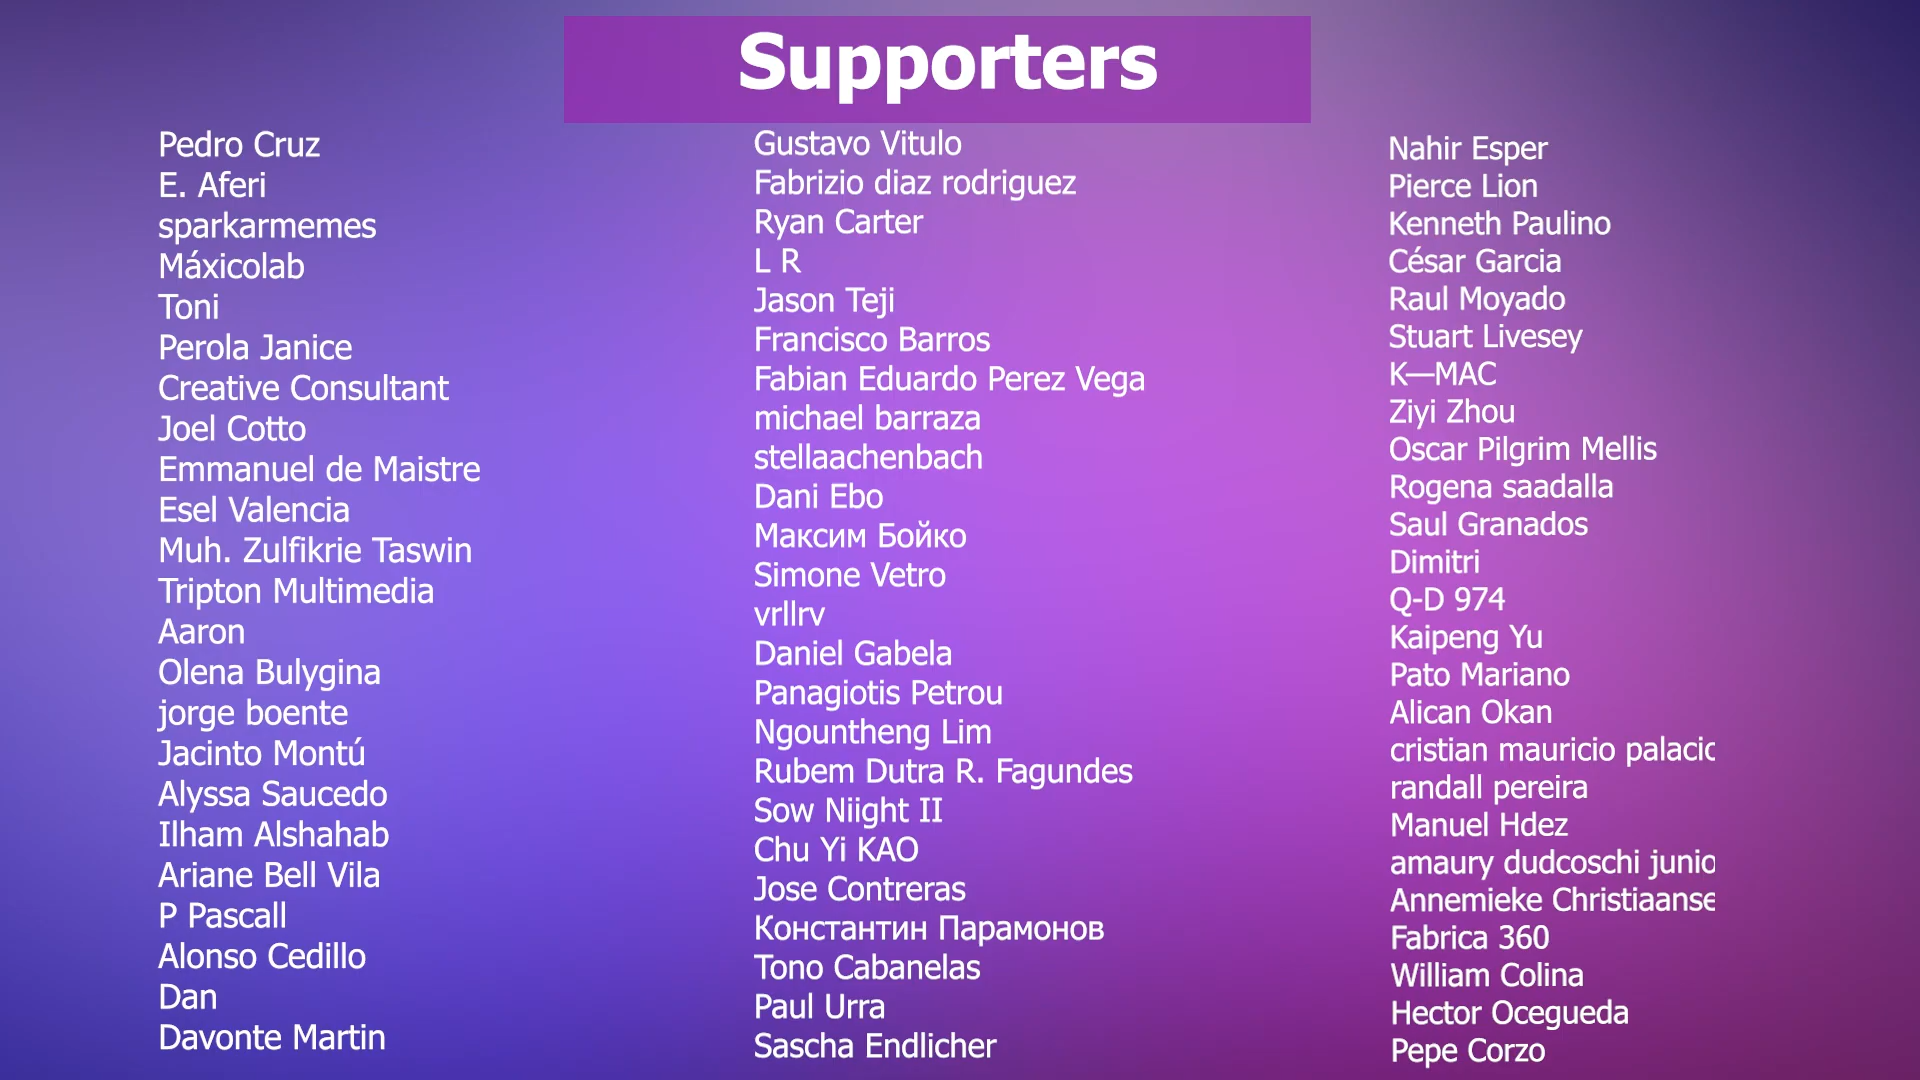 Supporters
Pedro Cruz
E. Aferi
sparkarmemes
Máxicolab
Toni
Perola Janice
Creative Consultant
Joel Cotto
Emmanuel de Maistre
Esel Valencia
Muh. Zulfikrie Taswin
Tripton Multimedia
Aaron
Olena Bulygina
jorge boente
Jacinto Montú
Alyssa Saucedo
Ilham Alshahab
Ariane Bell Vila
P Pascall
Alonso Cedillo
Dan
Davonte Martin
Gustavo Vitulo
Fabrizio diaz rodriguez
Ryan Carter
L R
Jason Teji
Francisco Barros
Fabian Eduardo Perez Vega
michael barraza
stellaachenbach
Dani Ebo
Максим Бойко
Simone Vetro
vrllrv
Daniel Gabela
Panagiotis Petrou
Ngountheng Lim
Rubem Dutra R. Fagundes
Sow Niight II
Chu Yi KAO
Jose Contreras
Константин Парамонов
Tono Cabanelas
Paul Urra
Sascha Endlicher
Nahir Esper
Pierce Lion
Kenneth Paulino
César Garcia
Raul Moyado
Stuart Livesey
K—MAC
Ziyi Zhou
Oscar Pilgrim Mellis
Rogena saadalla
Saul Granados
Dimitri
Q-D 974
Kaipeng Yu
Pato Mariano
Alican Okan
cristian mauricio
randall pereira
Manuel Hdez
amaury dudcoschi junio
Annemieke Christiaanse
Fabrica 360
William Colina
Hector Ocegueda
Pepe Corzo